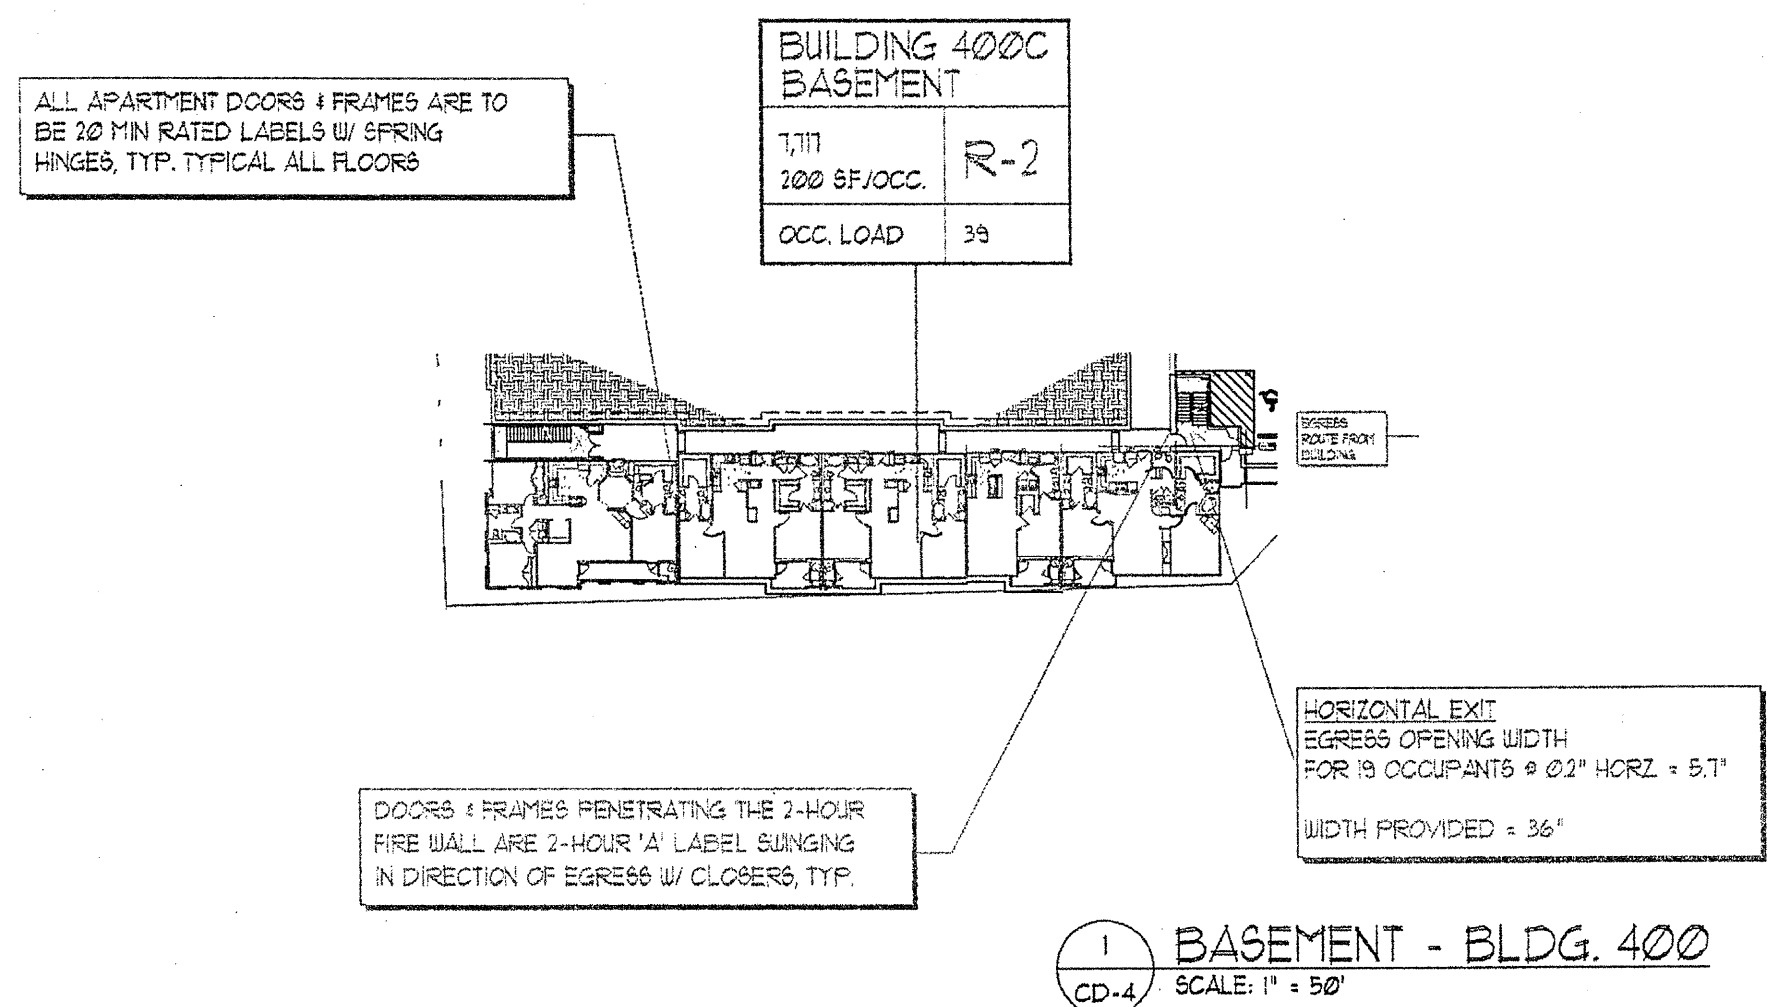 BUILDING 400C
BASEMENT
7,717
200 SF./OCC.
R-2
OCC. LOAD 39
ALL APARTMENT DOORS & FRAMES ARE TO
BE 20 MIN RATED LABELS W/ SPRING
HINGES, TYP. TYPICAL ALL FLOORS
EGRESS
ROUTE FROM
BUILDING
HORIZONTAL EXIT
EGRESS OPENING WIDTH
FOR 19 OCCUPANTS @ 0.2" HORZ = 5.7"
WIDTH PROVIDED = 36"
DOORS & FRAMES PENETRATING THE 2-HOUR
FIRE WALL ARE 2-HOUR 'A' LABEL SWINGING
IN DIRECTION OF EGRESS W/ CLOSERS, TYP.
1
CD-4
BASEMENT - BLDG. 400
SCALE: 1" = 50'